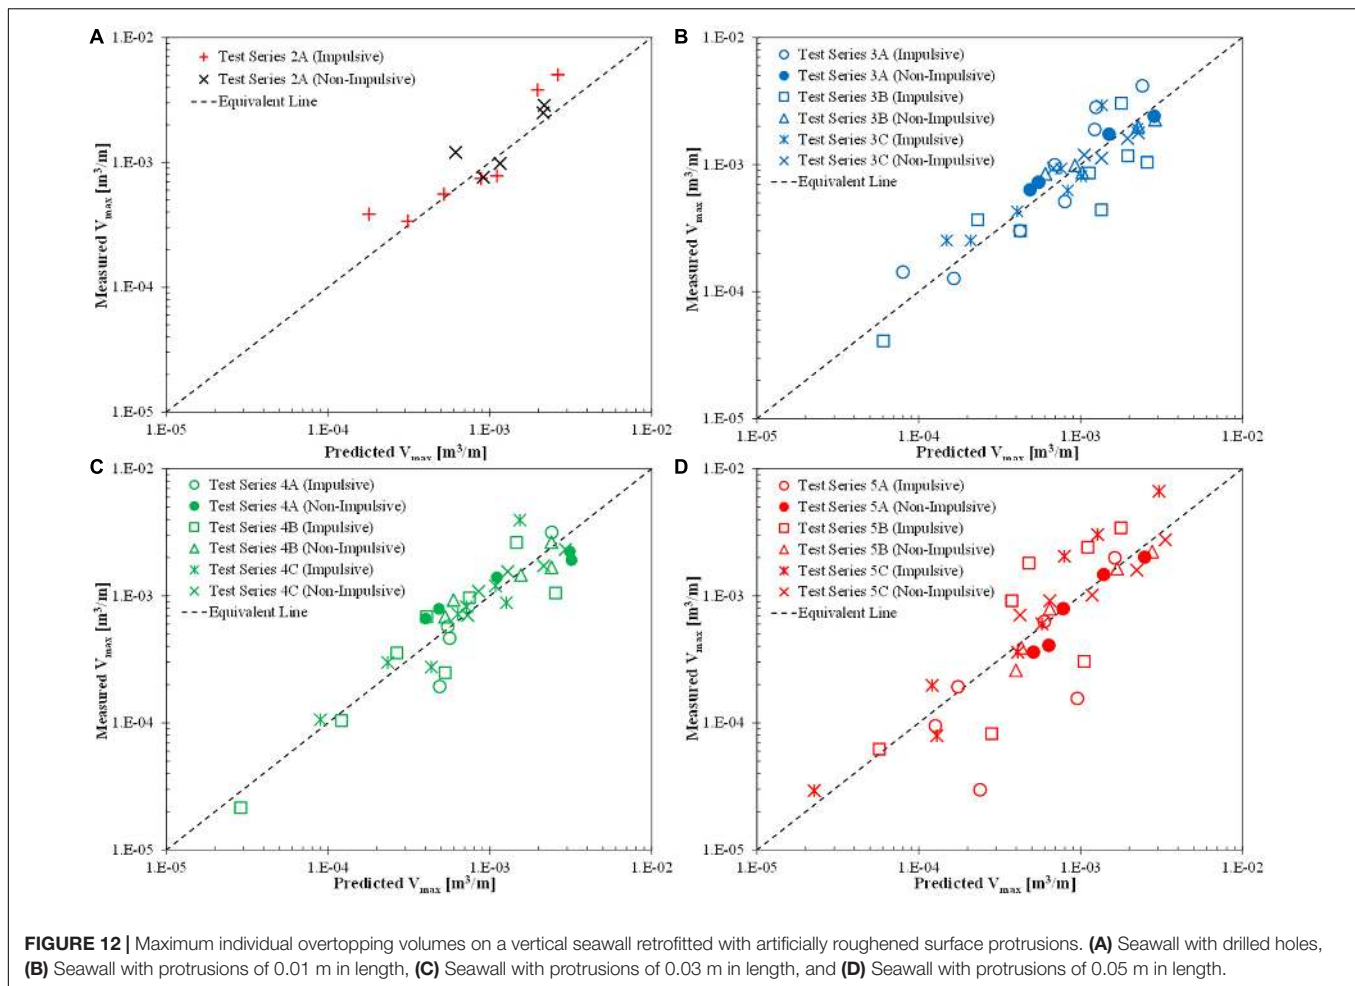 A
1.E-02
1.E-03
1.E-04
1.E-05
Measured Vmax [m³/m]
+ Test Series 2A (Impulsive)
× Test Series 2A (Non-Impulsive)
----- Equivalent Line
1.E-05 1.E-04 1.E-03 1.E-02
Predicted Vmax [m³/m]
B
1.E-02
1.E-03
1.E-04
1.E-05
Measured Vmax [m³/m]
Test Series 3A (Impulsive)
Test Series 3A (Non-Impulsive)
Test Series 3B (Impulsive)
Test Series 3B (Non-Impulsive)
Test Series 3C (Impulsive)
Test Series 3C (Non-Impulsive)
Equivalent Line
1.E-05 1.E-04 1.E-03 1.E-02
Predicted Vmax [m³/m]
C
1.E-02
1.E-03
1.E-04
1.E-05
Measured Vmax [m³/m]
Test Series 4A (Impulsive)
Test Series 4A (Non-Impulsive)
Test Series 4B (Impulsive)
Test Series 4B (Non-Impulsive)
Test Series 4C (Impulsive)
Test Series 4C (Non-Impulsive)
Equivalent Line
1.E-05 1.E-04 1.E-03 1.E-02
Predicted Vmax [m³/m]
D
1.E-02
1.E-03
1.E-04
1.E-05
Measured Vmax [m³/m]
Test Series 5A (Impulsive)
Test Series 5A (Non-Impulsive)
Test Series 5B (Impulsive)
Test Series 5B (Non-Impulsive)
Test Series 5C (Impulsive)
Test Series 5C (Non-Impulsive)
Equivalent Line
1.E-05 1.E-04 1.E-03 1.E-02
Predicted Vmax [m³/m]
FIGURE 12 | Maximum individual overtopping volumes on a vertical seawall retrofitted with artificially roughened surface protrusions. (A) Seawall with drilled holes,
(B) Seawall with protrusions of 0.01 m in length, (C) Seawall with protrusions of 0.03 m in length, and (D) Seawall with protrusions of 0.05 m in length.